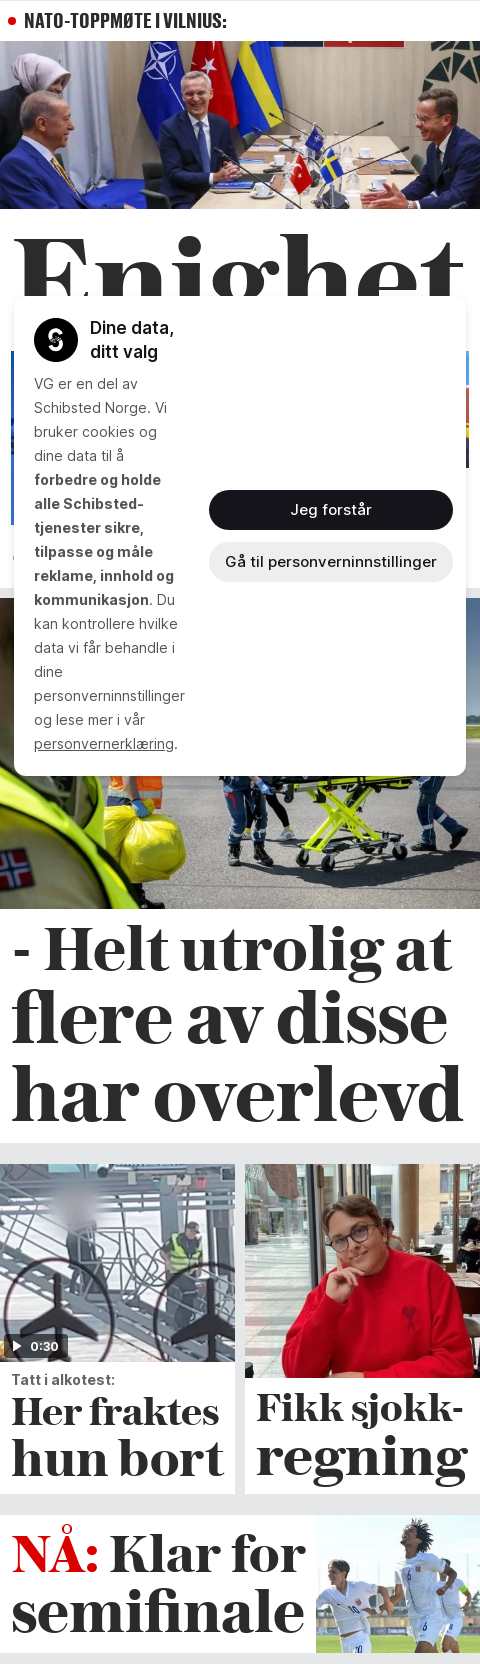 NATO-TOPPMØTE I VILNIUS:
Enighet
Dine data,
ditt valg
VG er en del av
Schibsted Norge. Vi
bruker cookies og
dine data til å
forbedre og holde
alle Schibsted-
tjenester sikre,
tilpasse og måle
reklame, innhold og
kommunikasjon. Du
kan kontrollere hvilke
data vi får behandle i
dine
personverninnstillinger
og lese mer i vår
personvernerklæring.
Jeg forstår
Gå til personverninnstillinger
- Helt utrolig at
flere av disse
har overlevd
0:30
Tatt i alkotest:
Her fraktes
hun bort
Fikk sjokk-
regning
NÅ: Klar for
semifinale